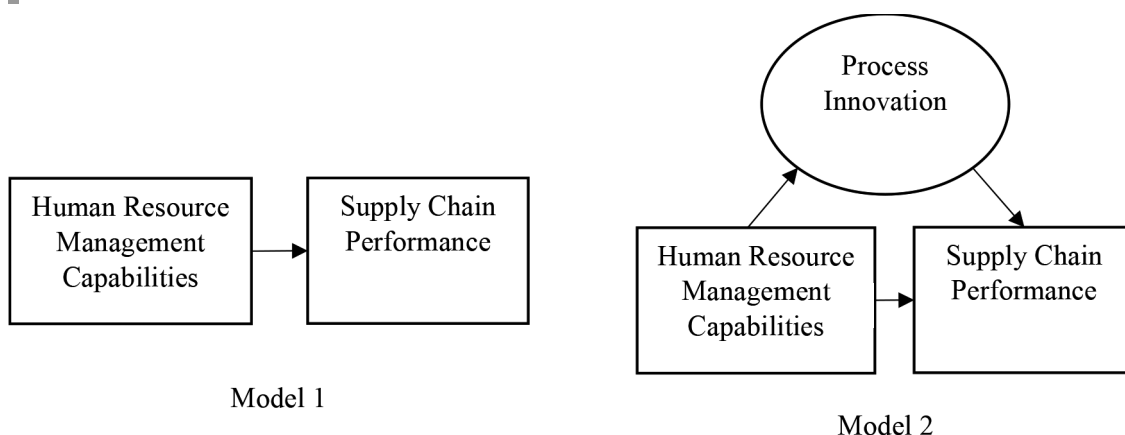 Human Resource
Management
Capabilities
Supply Chain
Performance
Model 1
Process
Innovation
Human Resource
Management
Capabilities
Supply Chain
Performance
Model 2